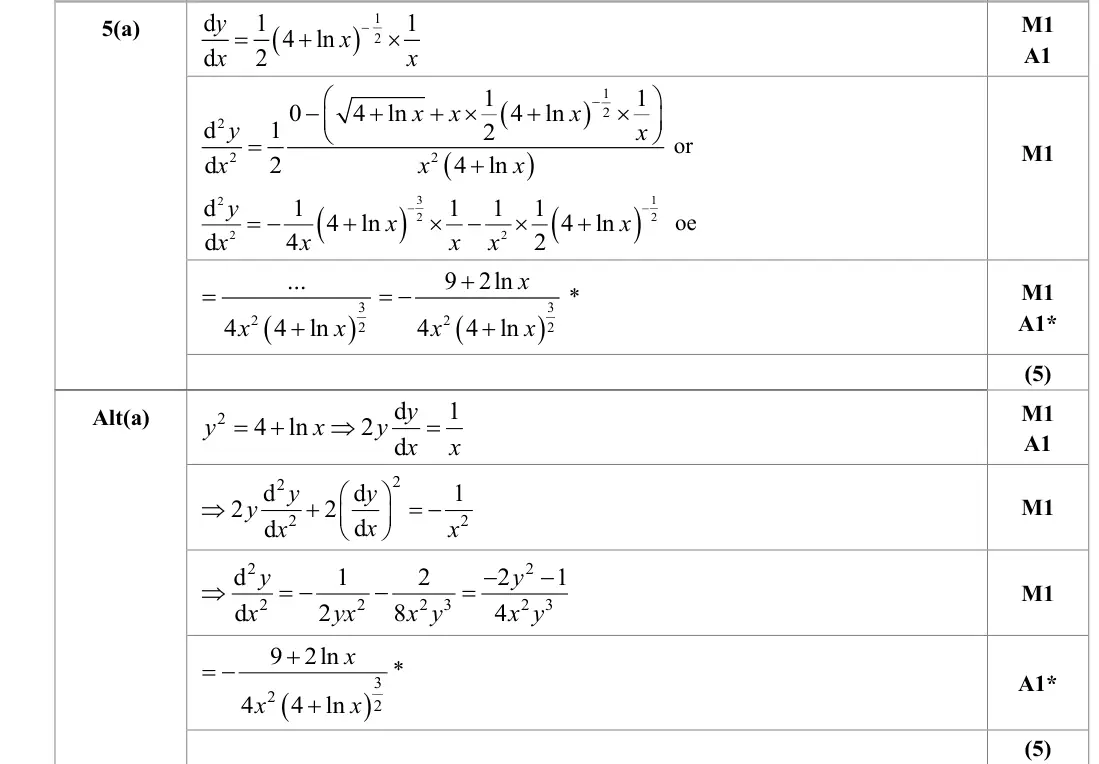 5(a)
dy/dx = 1/2 (4 + ln x)^(-1/2) × 1/x
M1
A1
d²y/dx² = 1/2 (0 − (√(4 + ln x) + x × 1/2 (4 + ln x)^(-1/2) × 1/x)) / (x² (4 + ln x)) or
d²y/dx² = − 1/(4x) (4 + ln x)^(-3/2) × 1/x − 1/x² × 1/2 (4 + ln x)^(-1/2) oe
M1
= ... / (4x² (4 + ln x)^(3/2)) = − (9 + 2 ln x) / (4x² (4 + ln x)^(3/2)) *
M1
A1*
(5)
Alt(a)
y² = 4 + ln x ⇒ 2y dy/dx = 1/x
M1
A1
⇒ 2y d²y/dx² + 2 (dy/dx)² = − 1/x²
M1
⇒ d²y/dx² = − 1/(2yx²) − 2/(8x²y³) = (−2y² − 1)/(4x²y³)
M1
= − (9 + 2 ln x) / (4x² (4 + ln x)^(3/2)) *
A1*
(5)